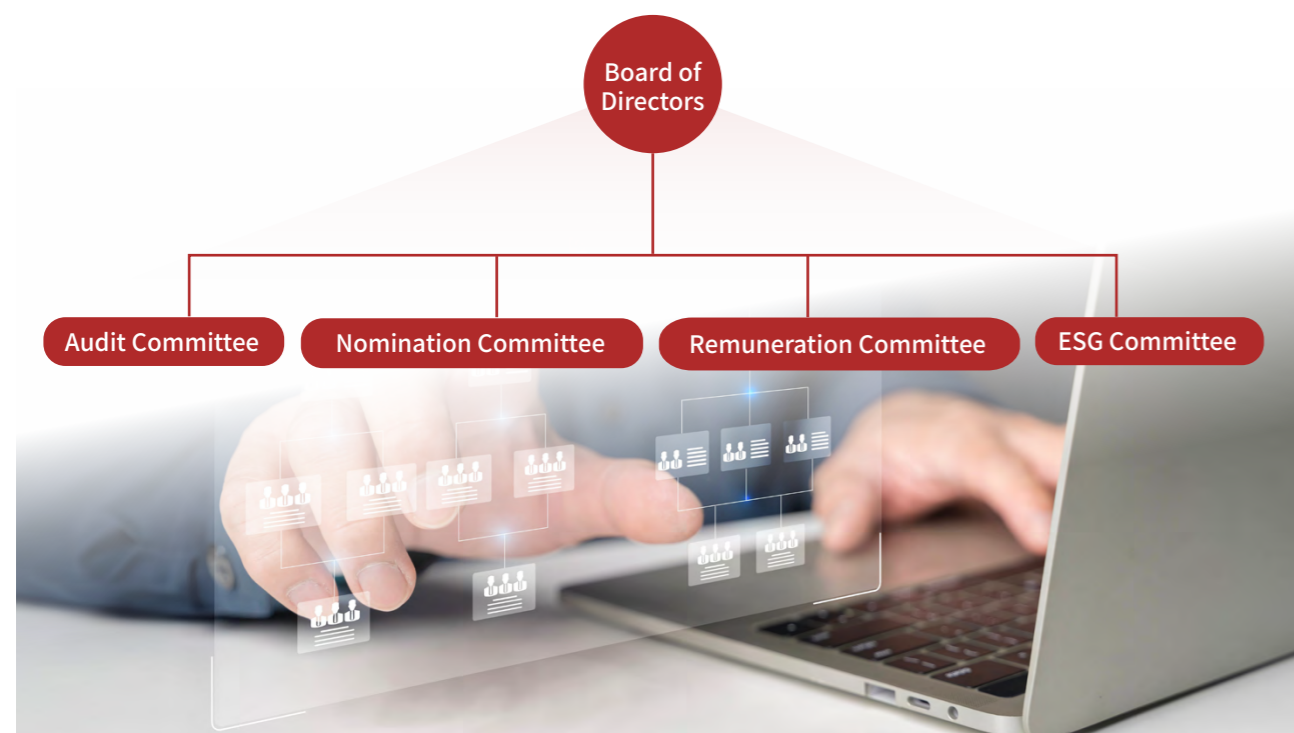 Board of
Directors
Audit Committee
Nomination Committee
Remuneration Committee
ESG Committee